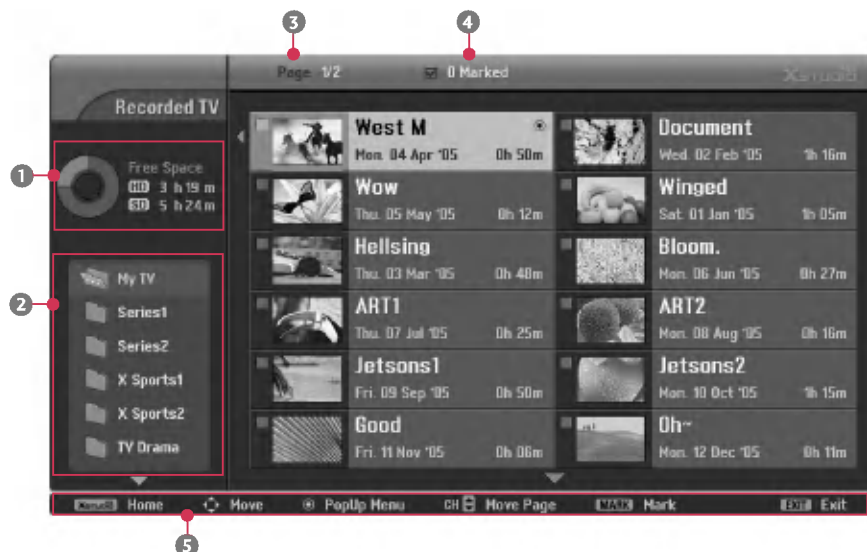 3 4
Page 1/2 0 Marked Xstudio
Recorded TV
1
Free Space
HD 3 h 19 m
SD 5 h 24 m
2
My TV
Series1
Series2
X Sports1
X Sports2
TV Drama
West M
Mon. 04 Apr '05 0h 50m
Document
Wed. 02 Feb '05 1h 16m
Wow
Thu. 05 May '05 0h 12m
Winged
Sat. 01 Jan '05 1h 05m
Hellsing
Thu. 03 Mar '05 0h 48m
Bloom.
Mon. 06 Jun '05 0h 27m
ART1
Thu. 07 Jul '05 0h 25m
ART2
Mon. 08 Aug '05 0h 16m
Jetsons1
Fri. 09 Sep '05 0h 50m
Jetsons2
Mon. 10 Oct '05 1h 15m
Good
Fri. 11 Nov '05 0h 06m
Oh~
Mon. 12 Dec '05 0h 11m
Xstudio Home Move PopUp Menu CH Move Page MARK Mark EXIT Exit
5